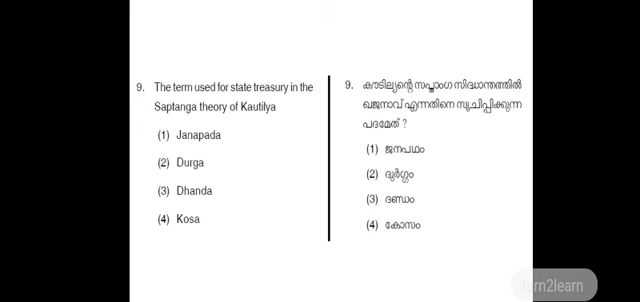 9. The term used for state treasury in the
Saptanga theory of Kautilya
(1) Janapada
(2) Durga
(3) Dhanda
(4) Kosa
9. കൗടില്യന്റെ സപ്താംഗ സിദ്ധാന്തത്തിൽ
ഖജനാവ് എന്നതിനെ സൂചിപ്പിക്കുന്ന
പദമേത് ?
(1) ജനപഥം
(2) ദുർഗ്ഗം
(3) ദണ്ഡം
(4) കോസം
turn2learn